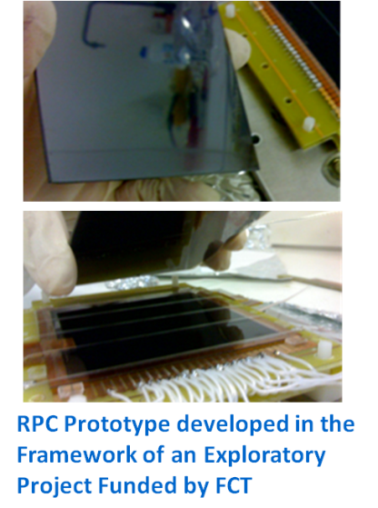 RPC Prototype developed in the
Framework of an Exploratory
Project Funded by FCT